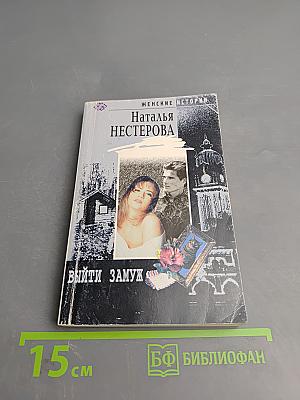 ЖЕНСКИЕ ИСТОРИИ
Наталья
НЕСТЕРОВА
ВЫЙТИ ЗАМУЖ
15 см
БФ БИБЛИОФАН